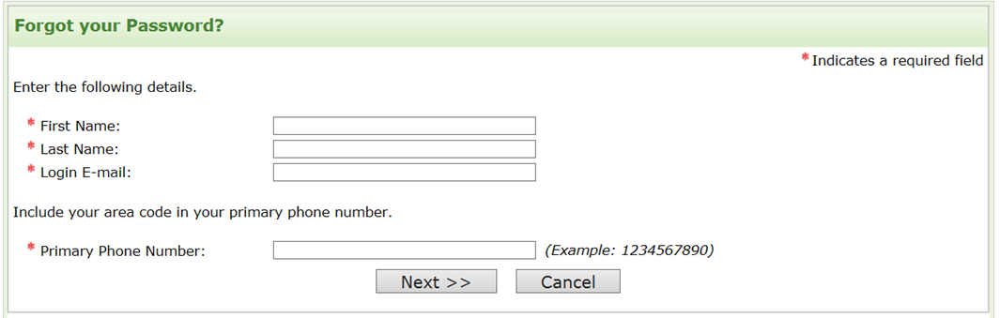 Forgot your Password?
* Indicates a required field
Enter the following details.
* First Name:
* Last Name:
* Login E-mail:
Include your area code in your primary phone number.
* Primary Phone Number: (Example: 1234567890)
Next >> Cancel